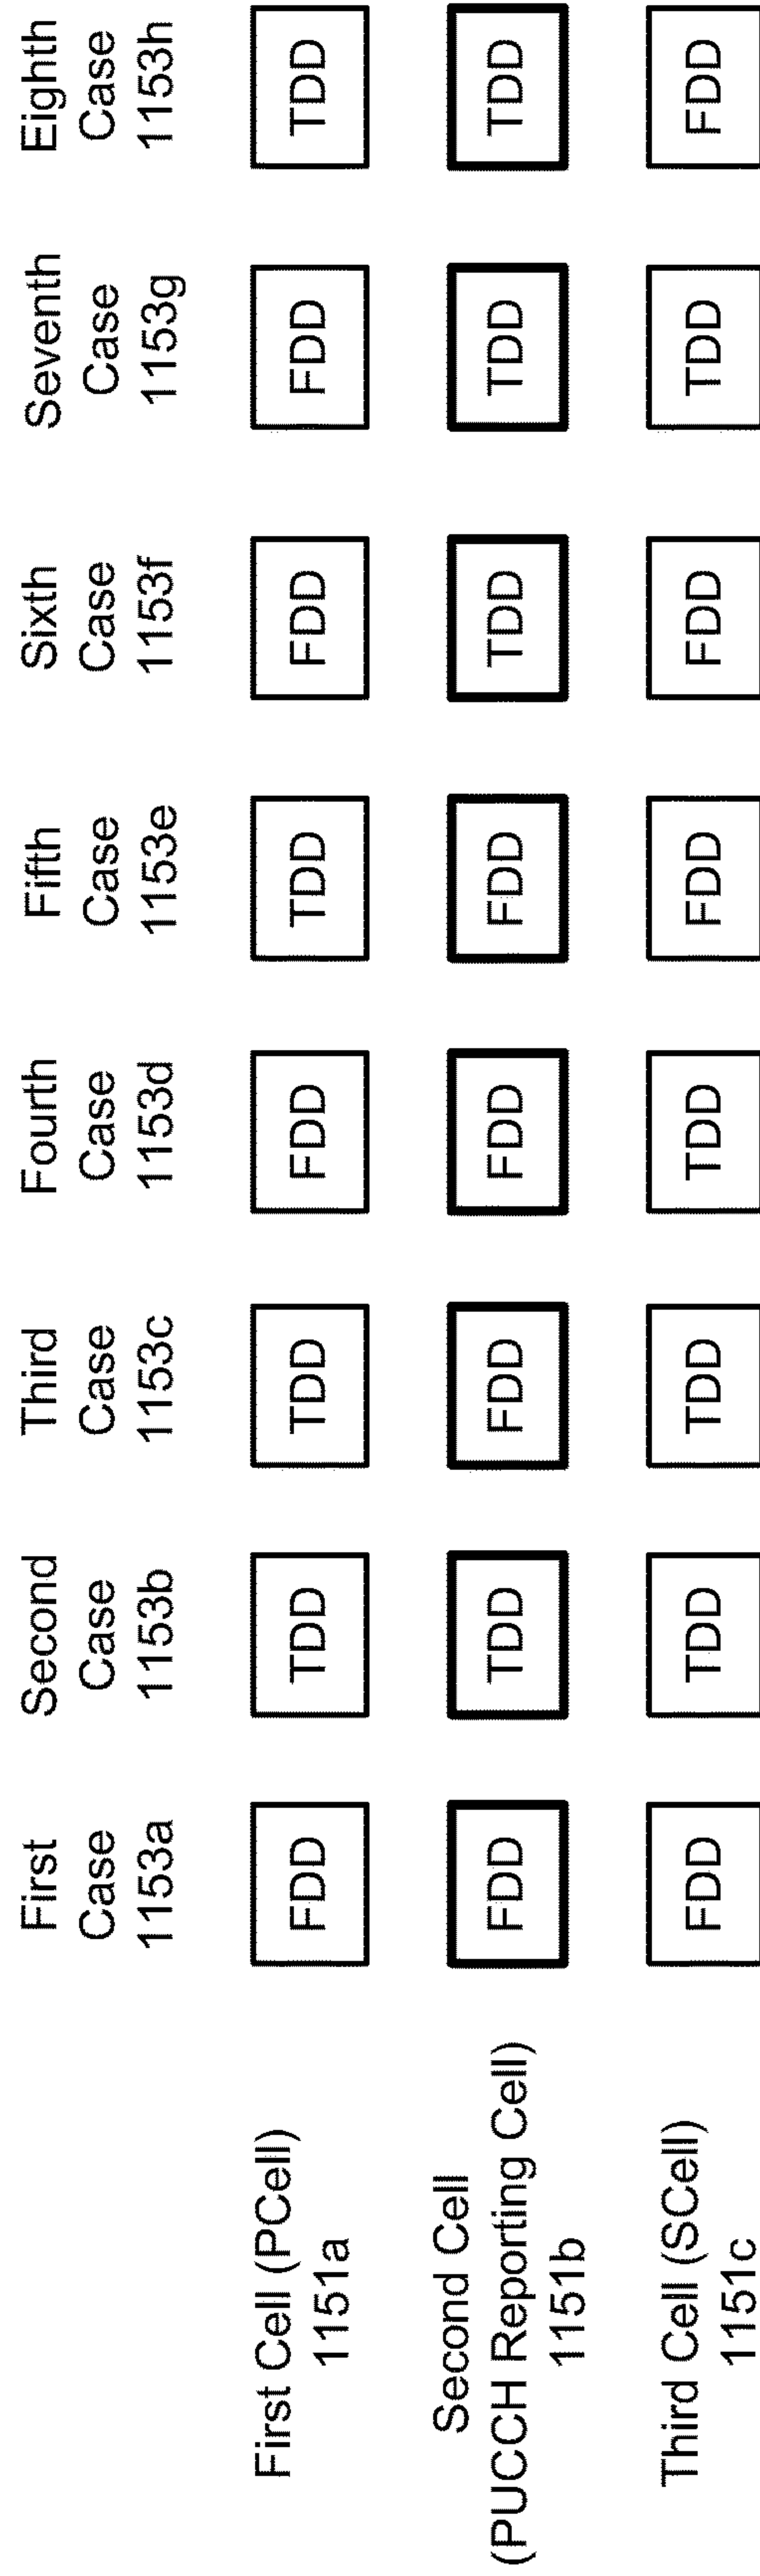 First
Case
1153a
Second
Case
1153b
Third
Case
1153c
Fourth
Case
1153d
Fifth
Case
1153e
Sixth
Case
1153f
Seventh
Case
1153g
Eighth
Case
1153h
First Cell (PCell)
1151a
FDD
TDD
TDD
FDD
TDD
FDD
FDD
TDD
Second Cell
(PUCCH Reporting Cell)
1151b
FDD
TDD
FDD
FDD
FDD
TDD
TDD
TDD
Third Cell (SCell)
1151c
FDD
TDD
TDD
TDD
FDD
FDD
TDD
FDD